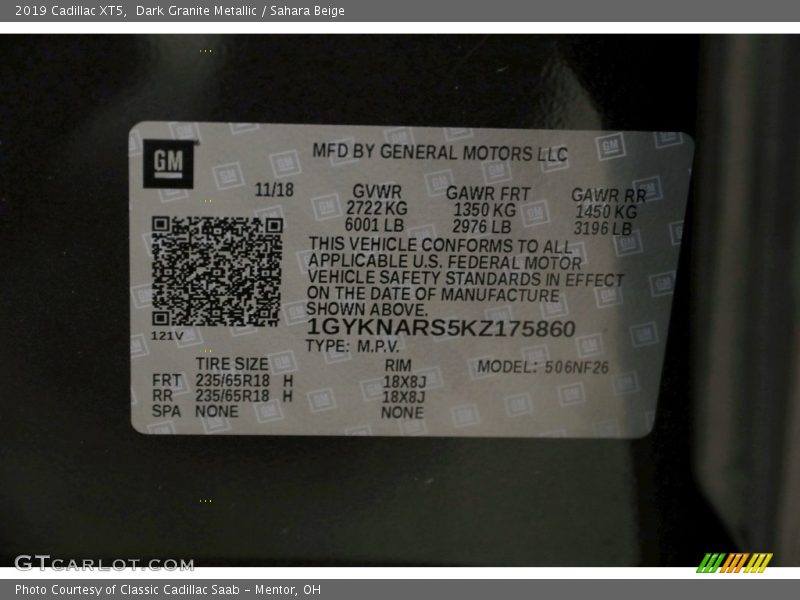 2019 Cadillac XT5, Dark Granite Metallic / Sahara Beige
GM
MFD BY GENERAL MOTORS LLC
11/18 GVWR GAWR FRT GAWR RR
2722 KG 1350 KG 1450 KG
6001 LB 2976 LB 3196 LB
THIS VEHICLE CONFORMS TO ALL
APPLICABLE U.S. FEDERAL MOTOR
VEHICLE SAFETY STANDARDS IN EFFECT
ON THE DATE OF MANUFACTURE
SHOWN ABOVE.
1GYKNARS5KZ175860
121V
TYPE: M.P.V.
TIRE SIZE RIM MODEL: 506NF26
FRT 235/65R18 H 18X8J
RR 235/65R18 H 18X8J
SPA NONE NONE
GTCARLOT.COM
Photo Courtesy of Classic Cadillac Saab - Mentor, OH